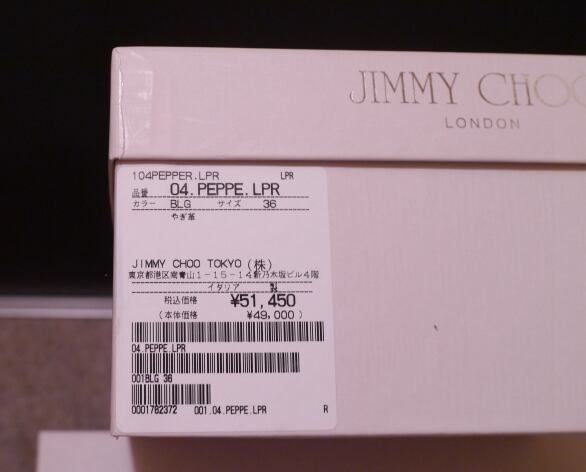 JIMMY CHOO
LONDON
104PEPPER.LPR LPR
品番 04.PEPPE.LPR
カラー BLG サイズ 36
やぎ革
JIMMY CHOO TOKYO (株)
東京都港区南青山1-15-14新乃木坂ビル4階
イタリア 製
税込価格 ¥51,450
(本体価格 ¥49,000)
04.PEPPE.LPR
001BLG 36
0001782372 001.04.PEPPE.LPR R